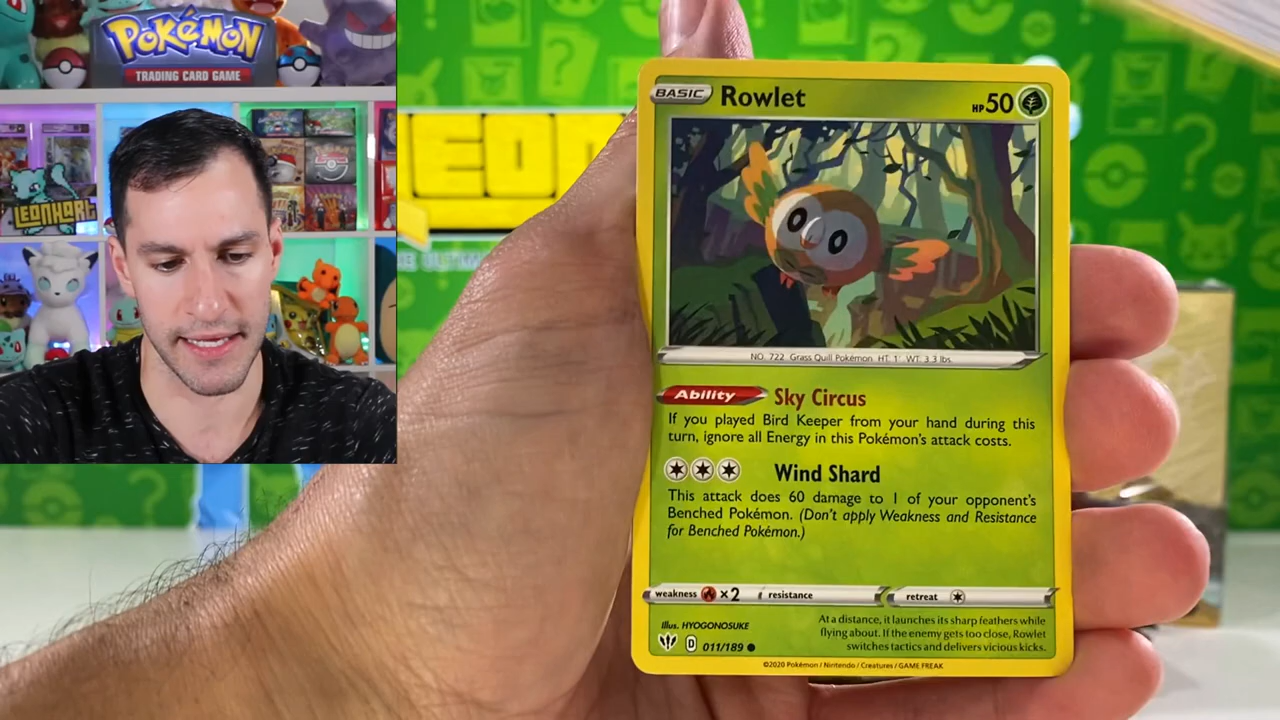 POKéMON
TRADING CARD GAME
LEONHART
LEON
BASIC Rowlet HP 50
NO. 722 Grass Quill Pokémon HT: 1' WT: 3.3 lbs.
Ability Sky Circus
If you played Bird Keeper from your hand during this
turn, ignore all Energy in this Pokémon's attack costs.
Wind Shard
This attack does 60 damage to 1 of your opponent's
Benched Pokémon. (Don't apply Weakness and Resistance
for Benched Pokémon.)
weakness ×2 resistance retreat
Illus. HYOGONOSUKE
D 011/189
At a distance, it launches its sharp feathers while
flying about. If the enemy gets too close, Rowlet
switches tactics and delivers vicious kicks.
©2020 Pokémon / Nintendo / Creatures / GAME FREAK